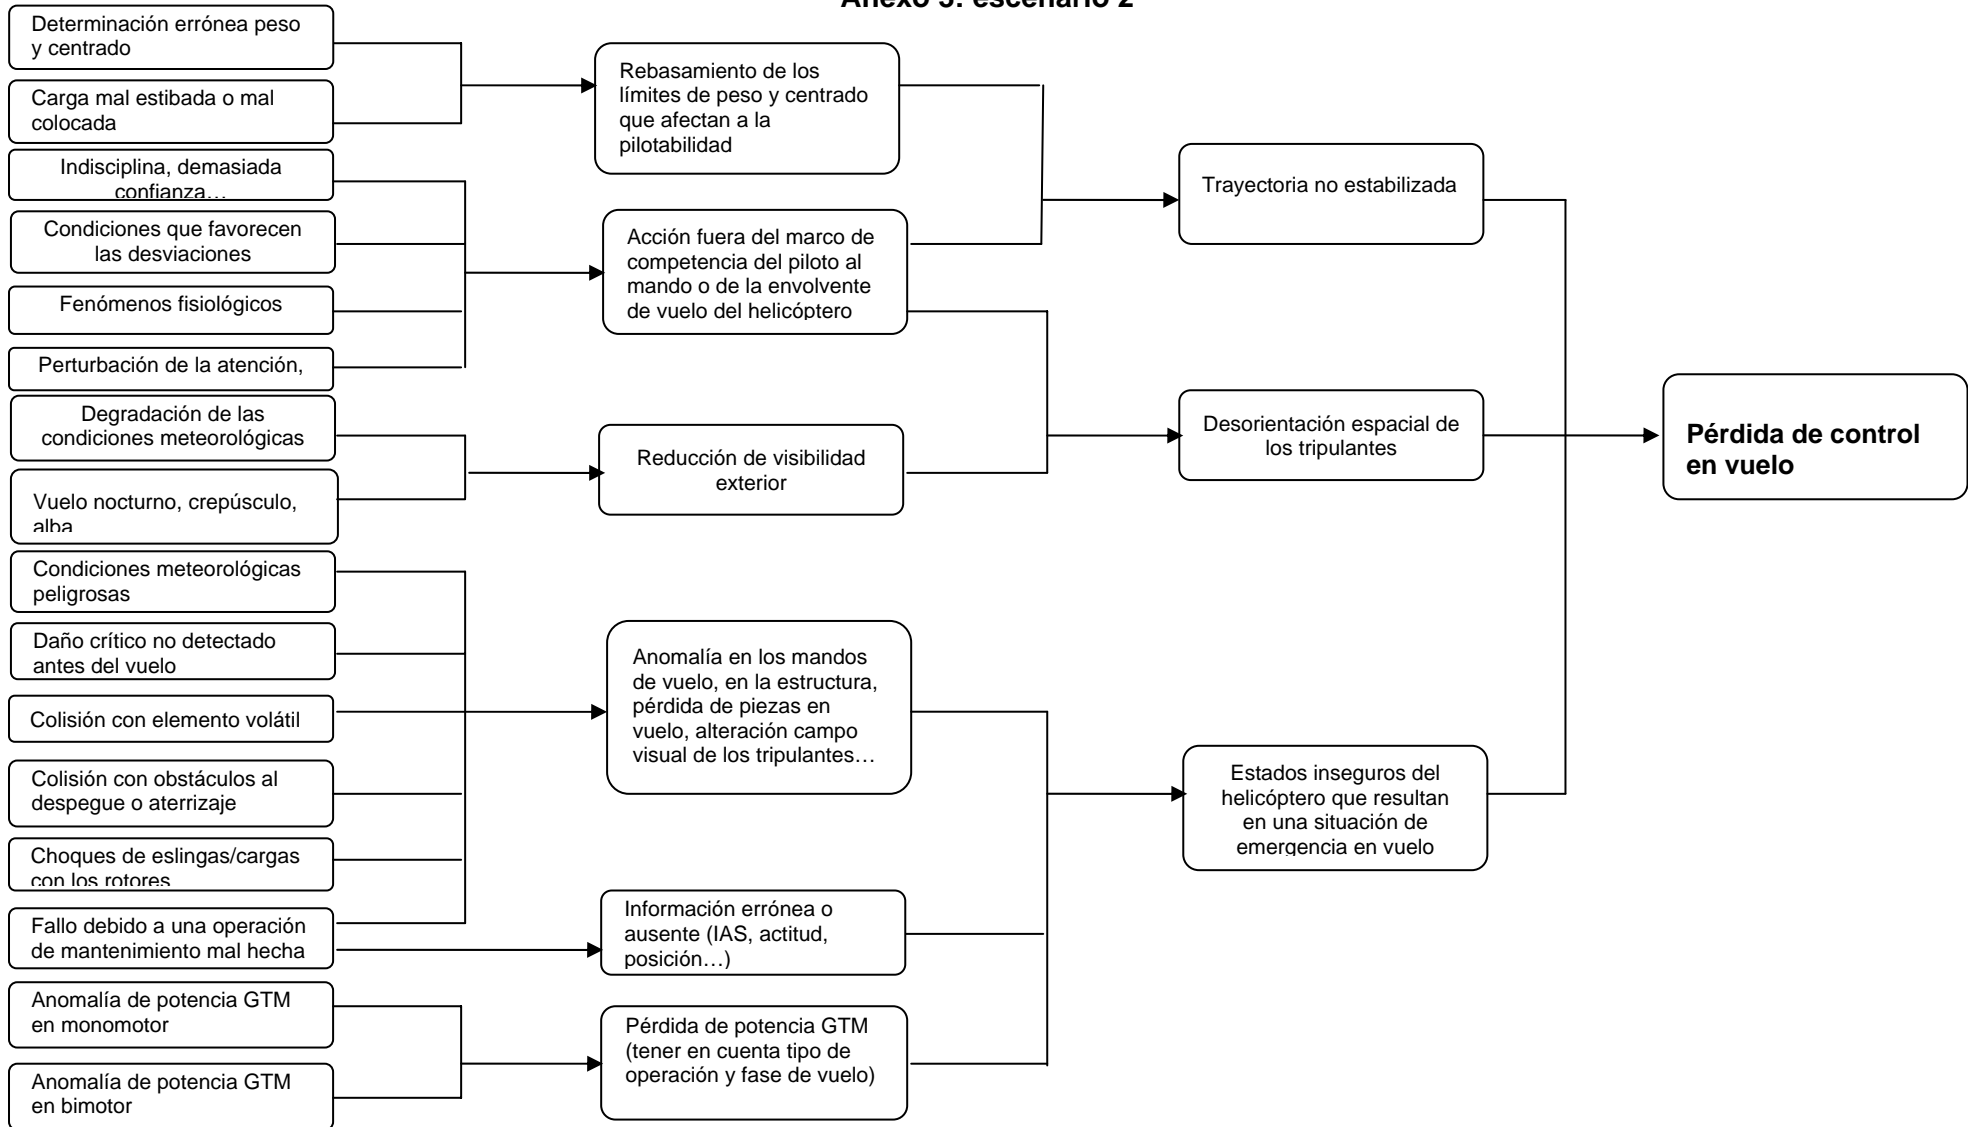 Anexo 3: escenario 2
Determinación errónea peso
y centrado
Carga mal estibada o mal
colocada
Indisciplina, demasiada
confianza…
Condiciones que favorecen
las desviaciones
Fenómenos fisiológicos
Perturbación de la atención,
Degradación de las
condiciones meteorológicas
Vuelo nocturno, crepúsculo,
alba
Condiciones meteorológicas
peligrosas
Daño crítico no detectado
antes del vuelo
Colisión con elemento volátil
Colisión con obstáculos al
despegue o aterrizaje
Choques de eslingas/cargas
con los rotores
Fallo debido a una operación
de mantenimiento mal hecha
Anomalía de potencia GTM
en monomotor
Anomalía de potencia GTM
en bimotor
Rebasamiento de los
límites de peso y centrado
que afectan a la
pilotabilidad
Acción fuera del marco de
competencia del piloto al
mando o de la envolvente
de vuelo del helicóptero
Reducción de visibilidad
exterior
Anomalía en los mandos
de vuelo, en la estructura,
pérdida de piezas en
vuelo, alteración campo
visual de los tripulantes…
Información errónea o
ausente (IAS, actitud,
posición…)
Pérdida de potencia GTM
(tener en cuenta tipo de
operación y fase de vuelo)
Trayectoria no estabilizada
Desorientación espacial de
los tripulantes
Estados inseguros del
helicóptero que resultan
en una situación de
emergencia en vuelo
Pérdida de control
en vuelo